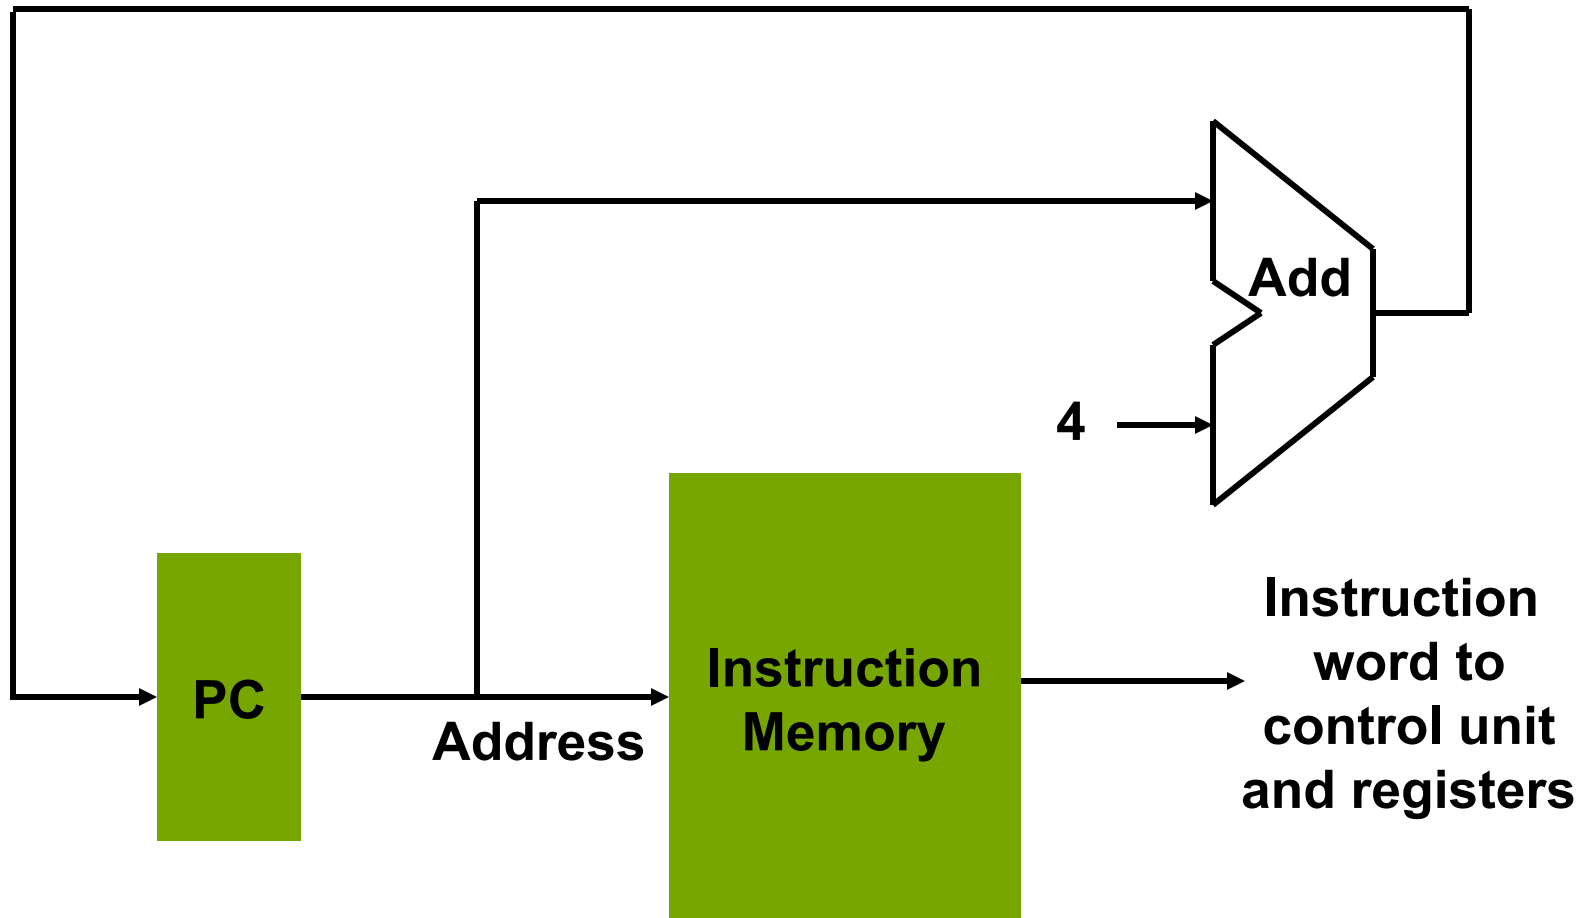 Add
4
PC
Address
Instruction
Memory
Instruction
word to
control unit
and registers